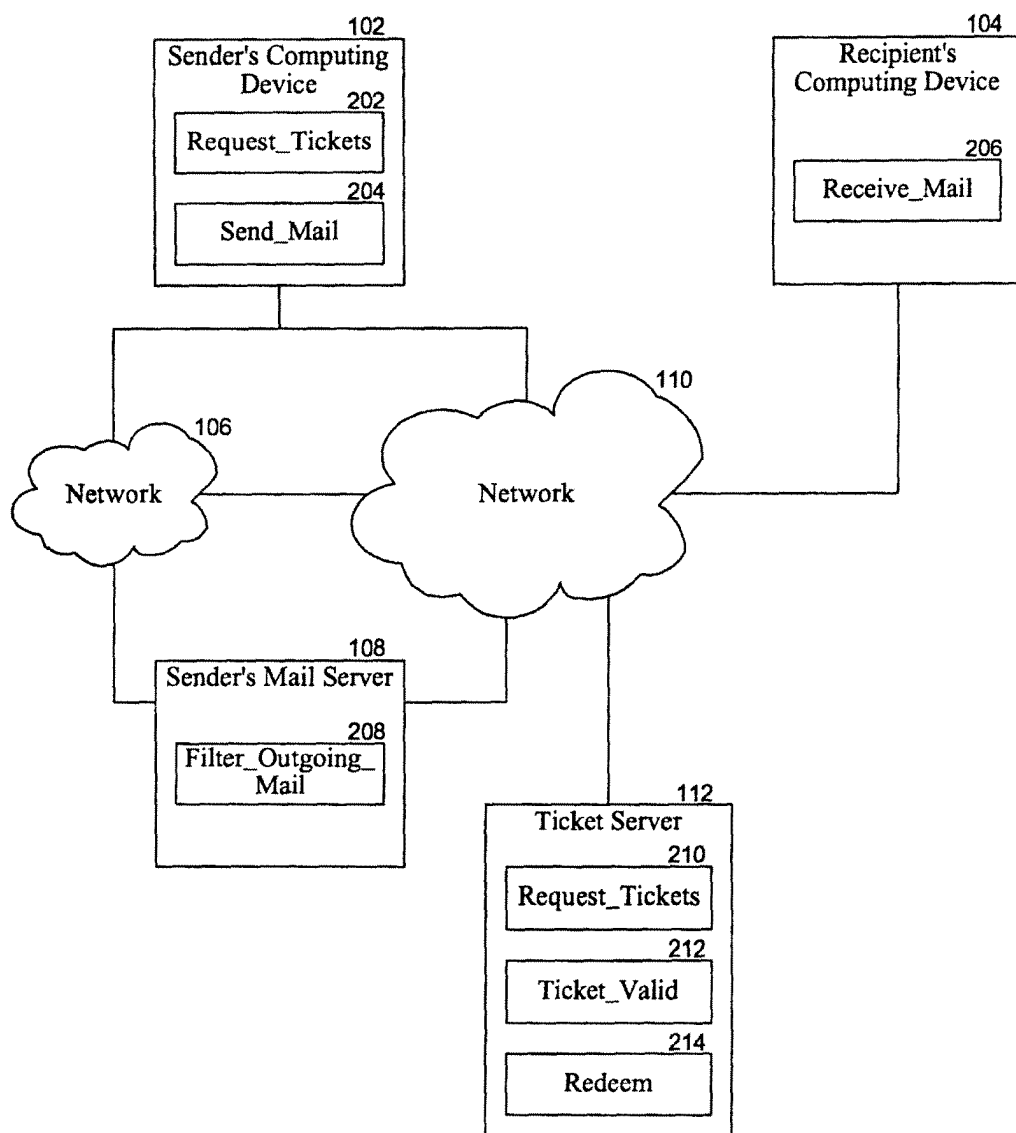 102
Sender's Computing
Device
202
Request_Tickets
204
Send_Mail
104
Recipient's
Computing Device
206
Receive_Mail
106
Network
110
Network
108
Sender's Mail Server
208
Filter_Outgoing_
Mail
112
Ticket Server
210
Request_Tickets
212
Ticket_Valid
214
Redeem